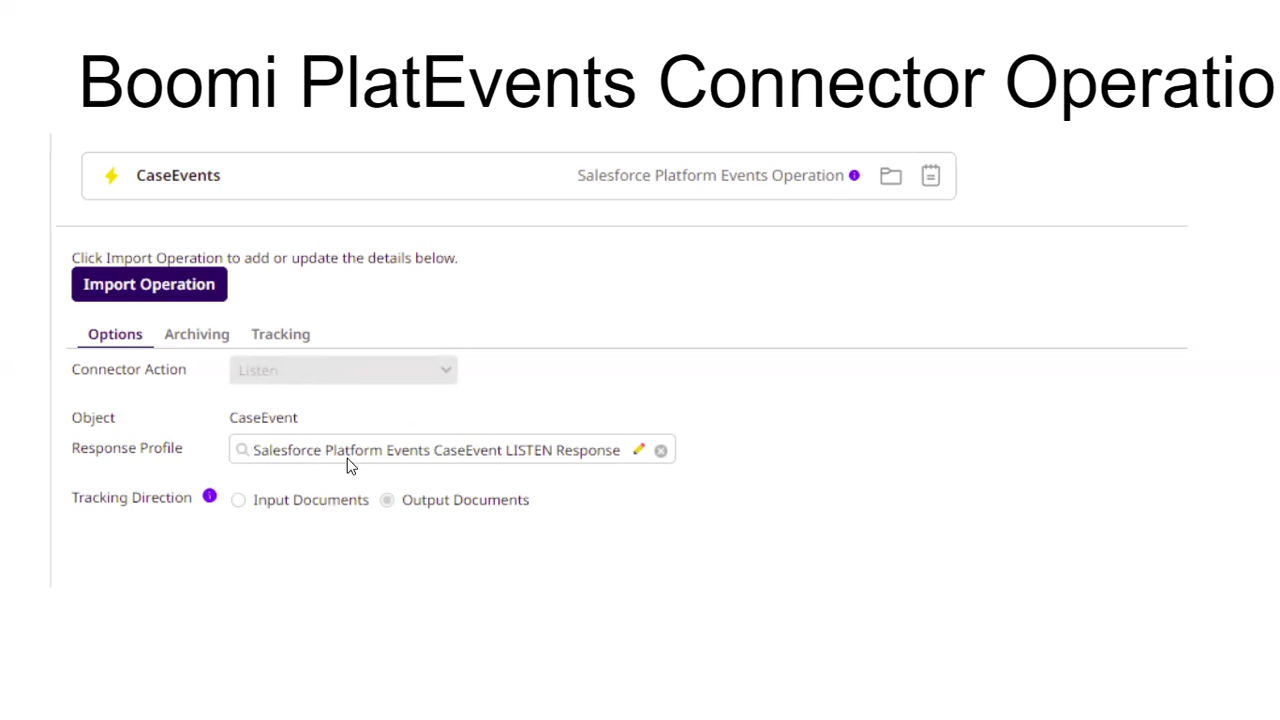 Boomi PlatEvents Connector Operatio
CaseEvents Salesforce Platform Events Operation
Click Import Operation to add or update the details below.
Import Operation
Options Archiving Tracking
Connector Action Listen
Object CaseEvent
Response Profile Salesforce Platform Events CaseEvent LISTEN Response
Tracking Direction Input Documents Output Documents